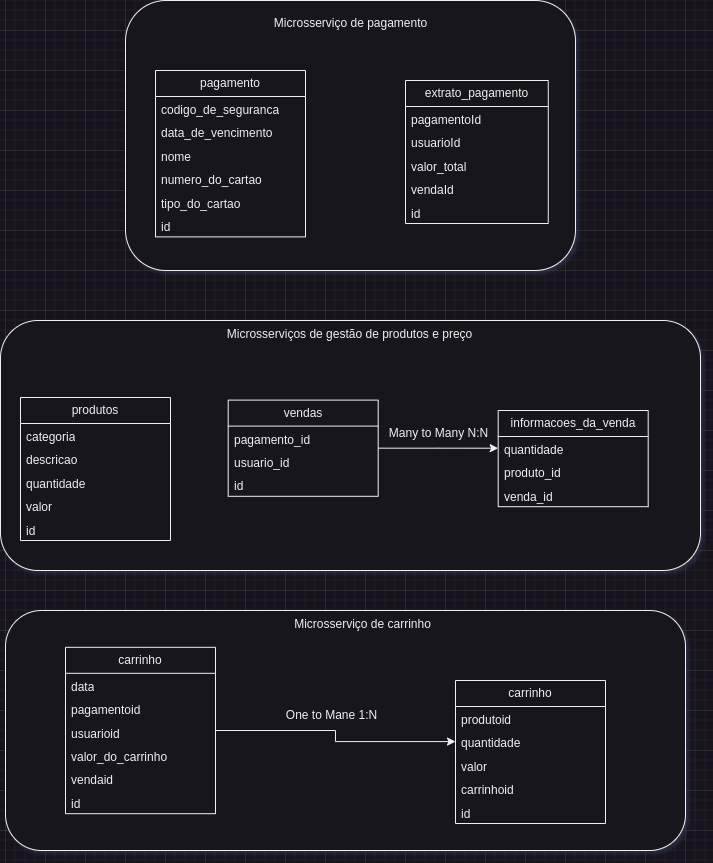 Microsserviço de pagamento
pagamento
codigo_de_seguranca
data_de_vencimento
nome
numero_do_cartao
tipo_do_cartao
id
extrato_pagamento
pagamentoId
usuarioId
valor_total
vendaId
id
Microsserviços de gestão de produtos e preço
produtos
categoria
descricao
quantidade
valor
id
vendas
pagamento_id
usuario_id
id
Many to Many N:N
informacoes_da_venda
quantidade
produto_id
venda_id
Microsserviço de carrinho
carrinho
data
pagamentoid
usuarioid
valor_do_carrinho
vendaid
id
One to Mane 1:N
carrinho
produtoid
quantidade
valor
carrinhoid
id